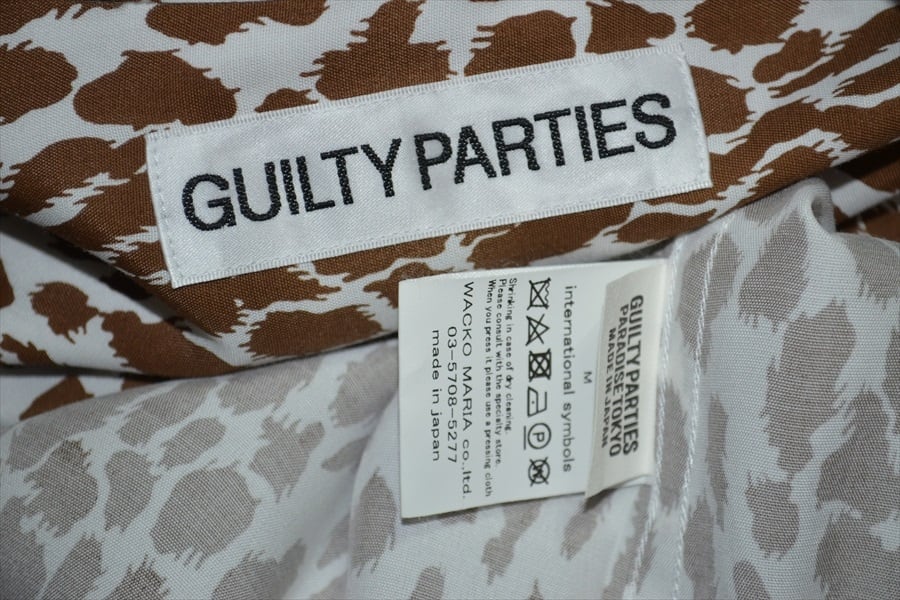 GUILTY PARTIES
GUILTY PARTIES
PARADISE TOKYO
MADE IN JAPAN
M
international symbols
P
Shrinking in case of dry cleaning.
Please consult with the specialty store.
When you press it please use a pressing cloth
WACKO MARIA co.,ltd.
03-5708-5277
made in japan